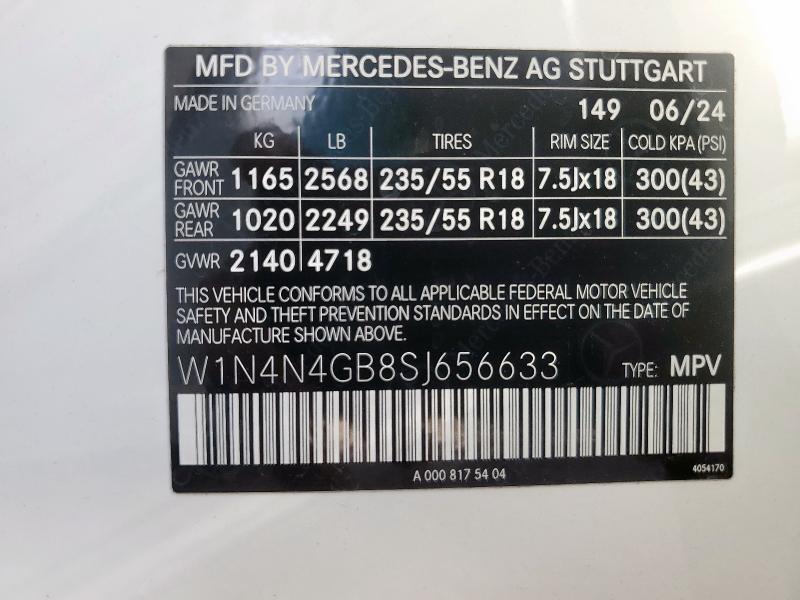 MFD BY MERCEDES-BENZ AG STUTTGART
MADE IN GERMANY 149 06/24
KG LB TIRES RIM SIZE COLD KPA (PSI)
GAWR FRONT 1165 2568 235/55 R18 7.5Jx18 300(43)
GAWR REAR 1020 2249 235/55 R18 7.5Jx18 300(43)
GVWR 2140 4718
THIS VEHICLE CONFORMS TO ALL APPLICABLE FEDERAL MOTOR VEHICLE
SAFETY AND THEFT PREVENTION STANDARDS IN EFFECT ON THE DATE OF
MANUFACTURE SHOWN ABOVE.
W1N4N4GB8SJ656633 TYPE: MPV
A 000 817 54 04 4054170